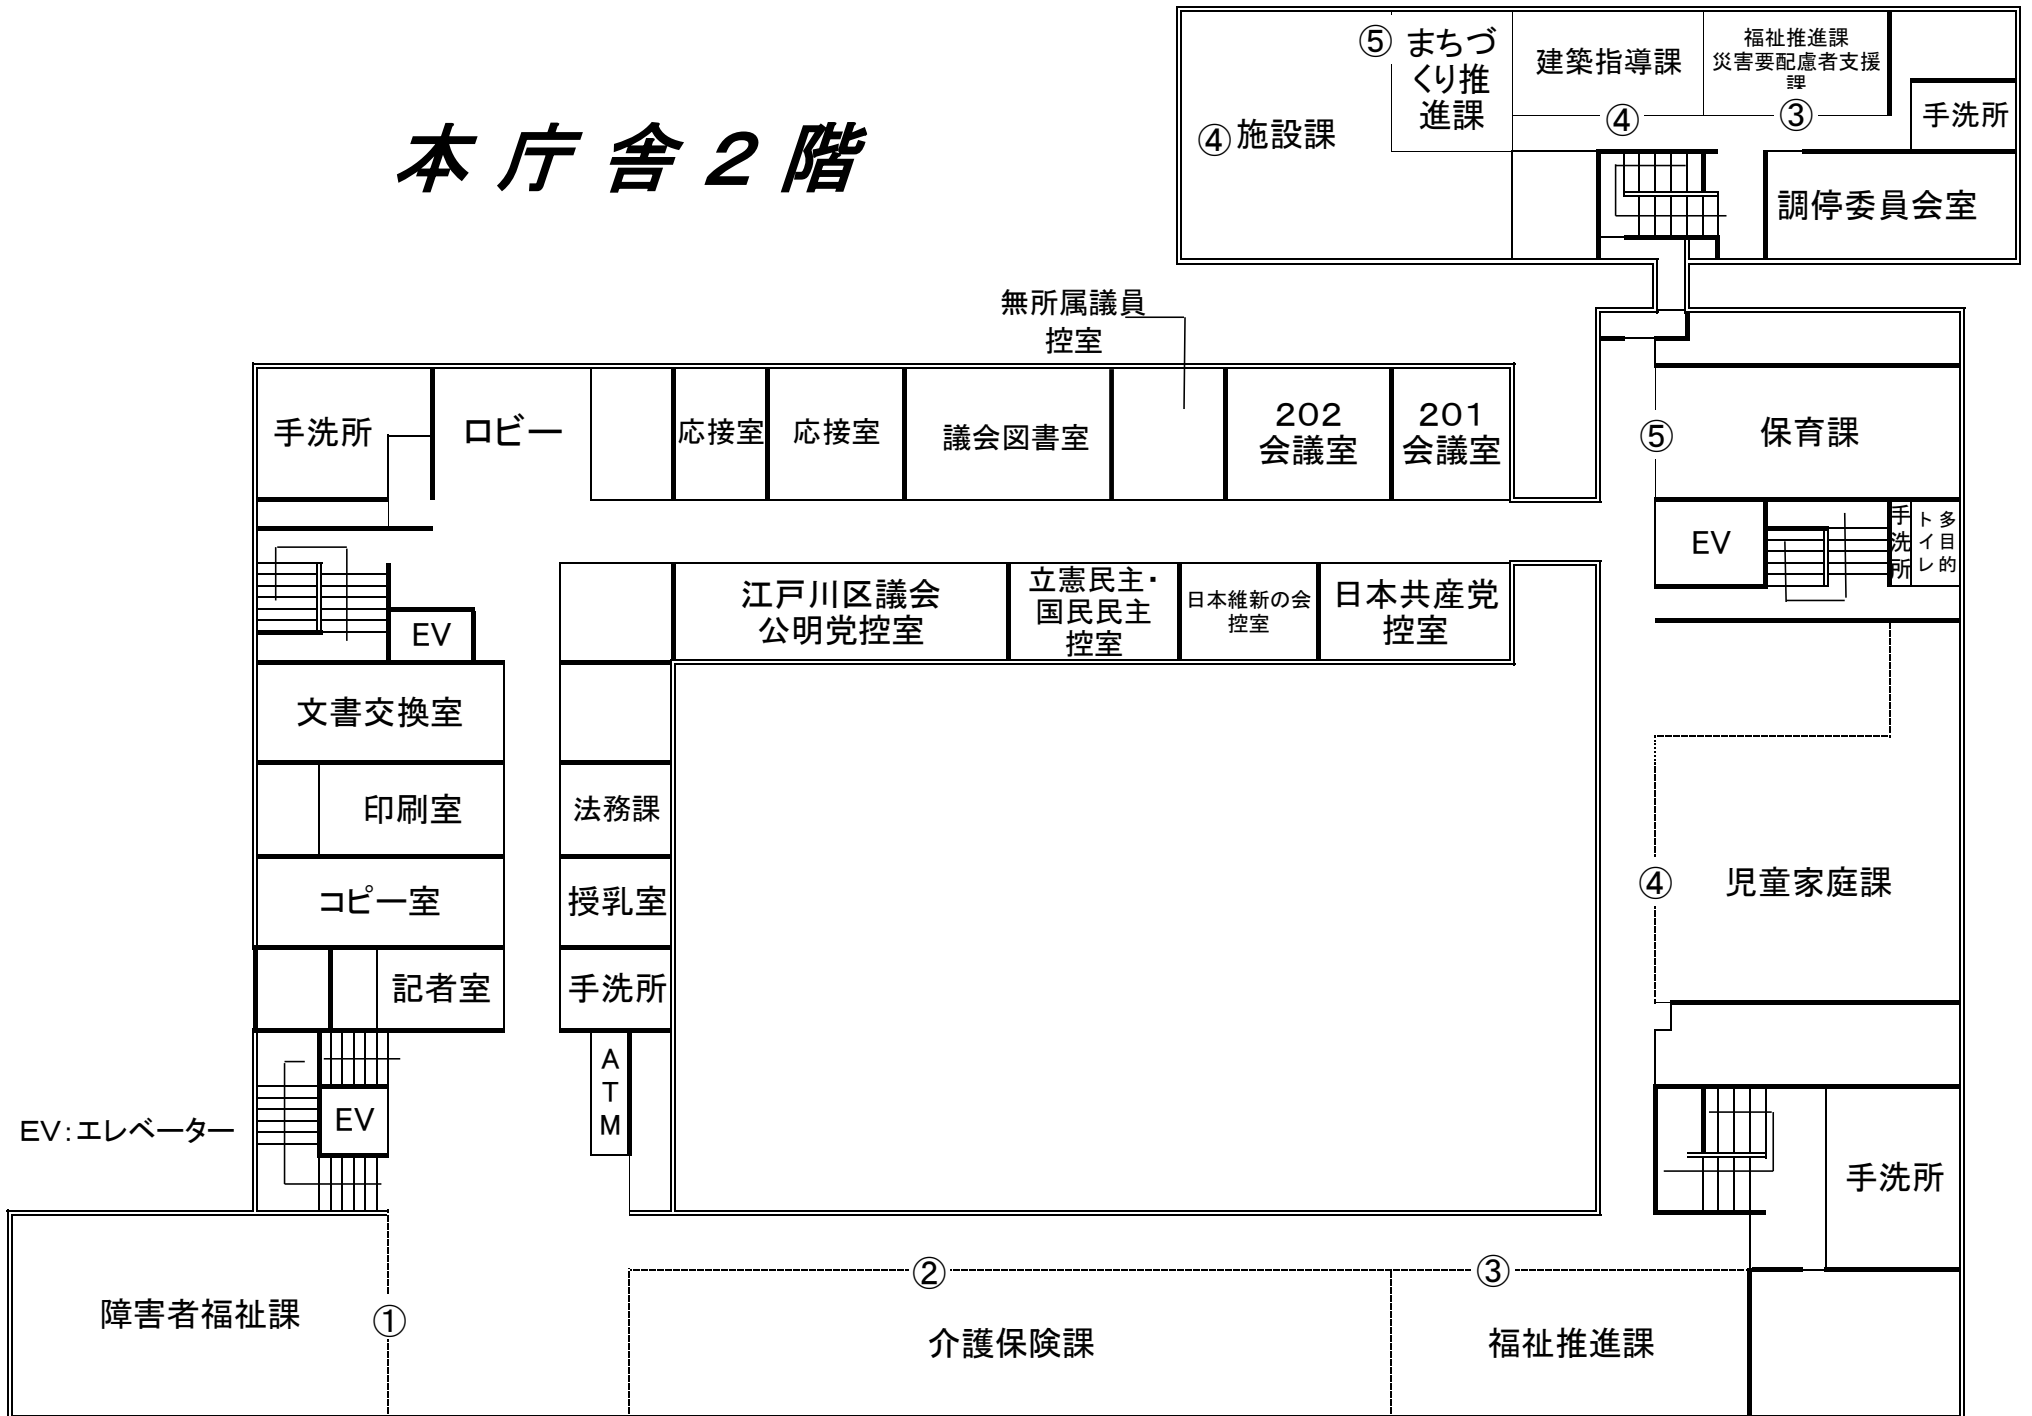 本庁舎２階
⑤
まちづ
くり推
進課
建築指導課
④
福祉推進課
災害要配慮者支援
課
③
手洗所
④施設課
調停委員会室
無所属議員
控室
手洗所
ロビー
応接室
応接室
議会図書室
202
会議室
201
会議室
⑤
保育課
EV
手洗所
多目的
トイレ
江戸川区議会
公明党控室
立憲民主・
国民民主
控室
日本維新の会
控室
日本共産党
控室
EV
文書交換室
印刷室
法務課
コピー室
授乳室
④
児童家庭課
記者室
手洗所
ATM
EV
EV：エレベーター
手洗所
障害者福祉課
①
②
介護保険課
③
福祉推進課